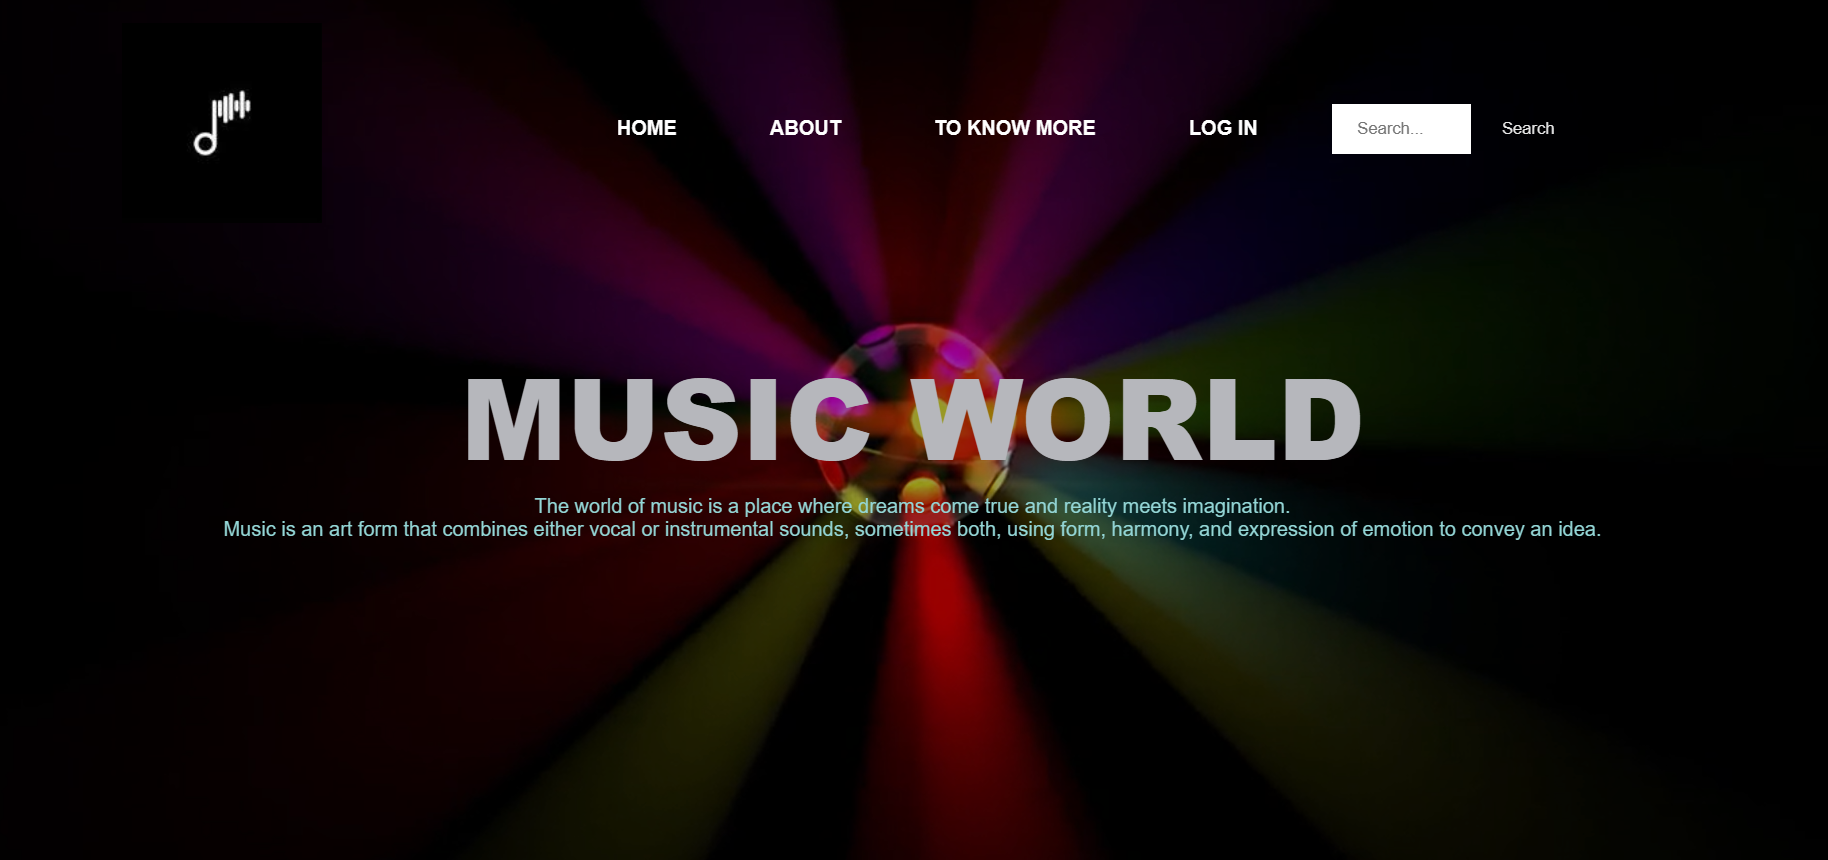 HOME ABOUT TO KNOW MORE LOG IN Search... Search
MUSIC WORLD
The world of music is a place where dreams come true and reality meets imagination.
Music is an art form that combines either vocal or instrumental sounds, sometimes both, using form, harmony, and expression of emotion to convey an idea.